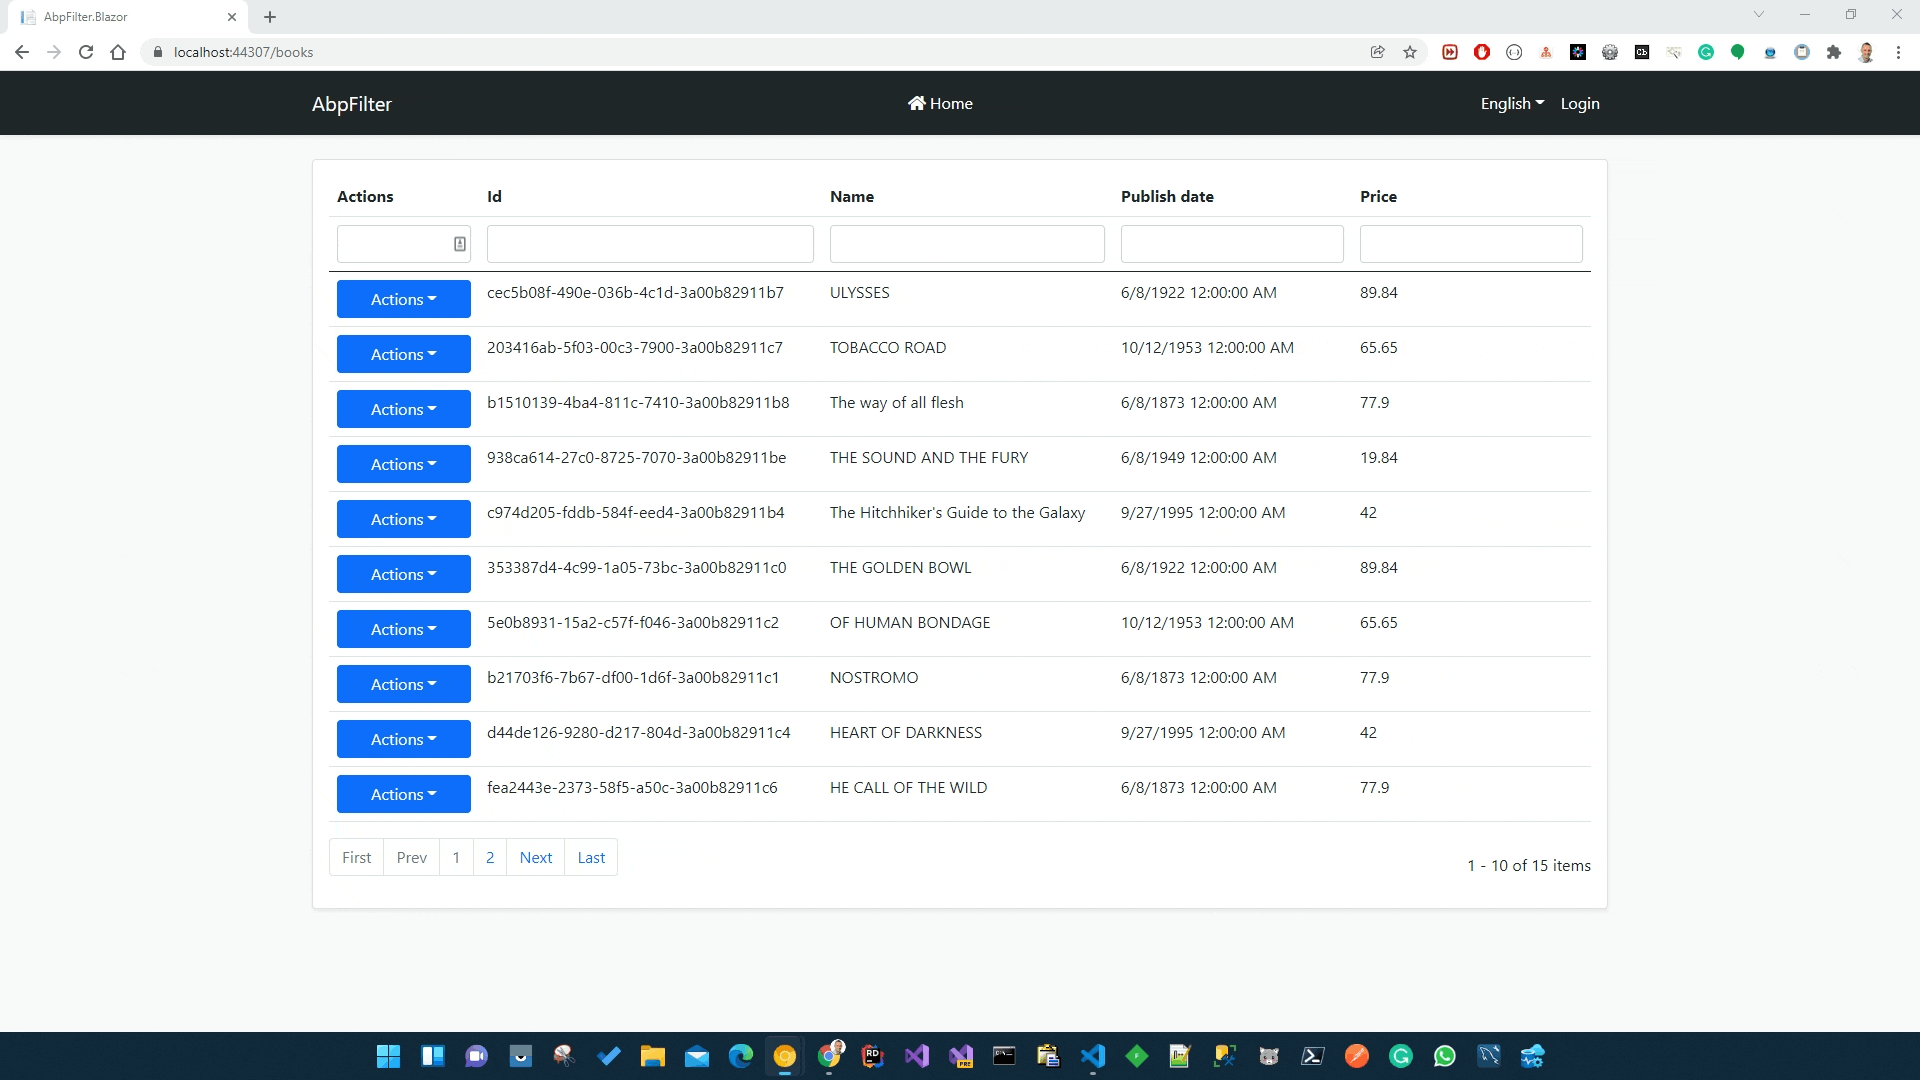 AbpFilter.Blazor
localhost:44307/books
AbpFilter
Home
English
Login
Actions Id Name Publish date Price
Actions cec5b08f-490e-036b-4c1d-3a00b82911b7 ULYSSES 6/8/1922 12:00:00 AM 89.84
Actions 203416ab-5f03-00c3-7900-3a00b82911c7 TOBACCO ROAD 10/12/1953 12:00:00 AM 65.65
Actions b1510139-4ba4-811c-7410-3a00b82911b8 The way of all flesh 6/8/1873 12:00:00 AM 77.9
Actions 938ca614-27c0-8725-7070-3a00b82911be THE SOUND AND THE FURY 6/8/1949 12:00:00 AM 19.84
Actions c974d205-fddb-584f-eed4-3a00b82911b4 The Hitchhiker's Guide to the Galaxy 9/27/1995 12:00:00 AM 42
Actions 353387d4-4c99-1a05-73bc-3a00b82911c0 THE GOLDEN BOWL 6/8/1922 12:00:00 AM 89.84
Actions 5e0b8931-15a2-c57f-f046-3a00b82911c2 OF HUMAN BONDAGE 10/12/1953 12:00:00 AM 65.65
Actions b21703f6-7b67-df00-1d6f-3a00b82911c1 NOSTROMO 6/8/1873 12:00:00 AM 77.9
Actions d44de126-9280-d217-804d-3a00b82911c4 HEART OF DARKNESS 9/27/1995 12:00:00 AM 42
Actions fea2443e-2373-58f5-a50c-3a00b82911c6 HE CALL OF THE WILD 6/8/1873 12:00:00 AM 77.9
First Prev 1 2 Next Last
1 - 10 of 15 items
RD
PRE